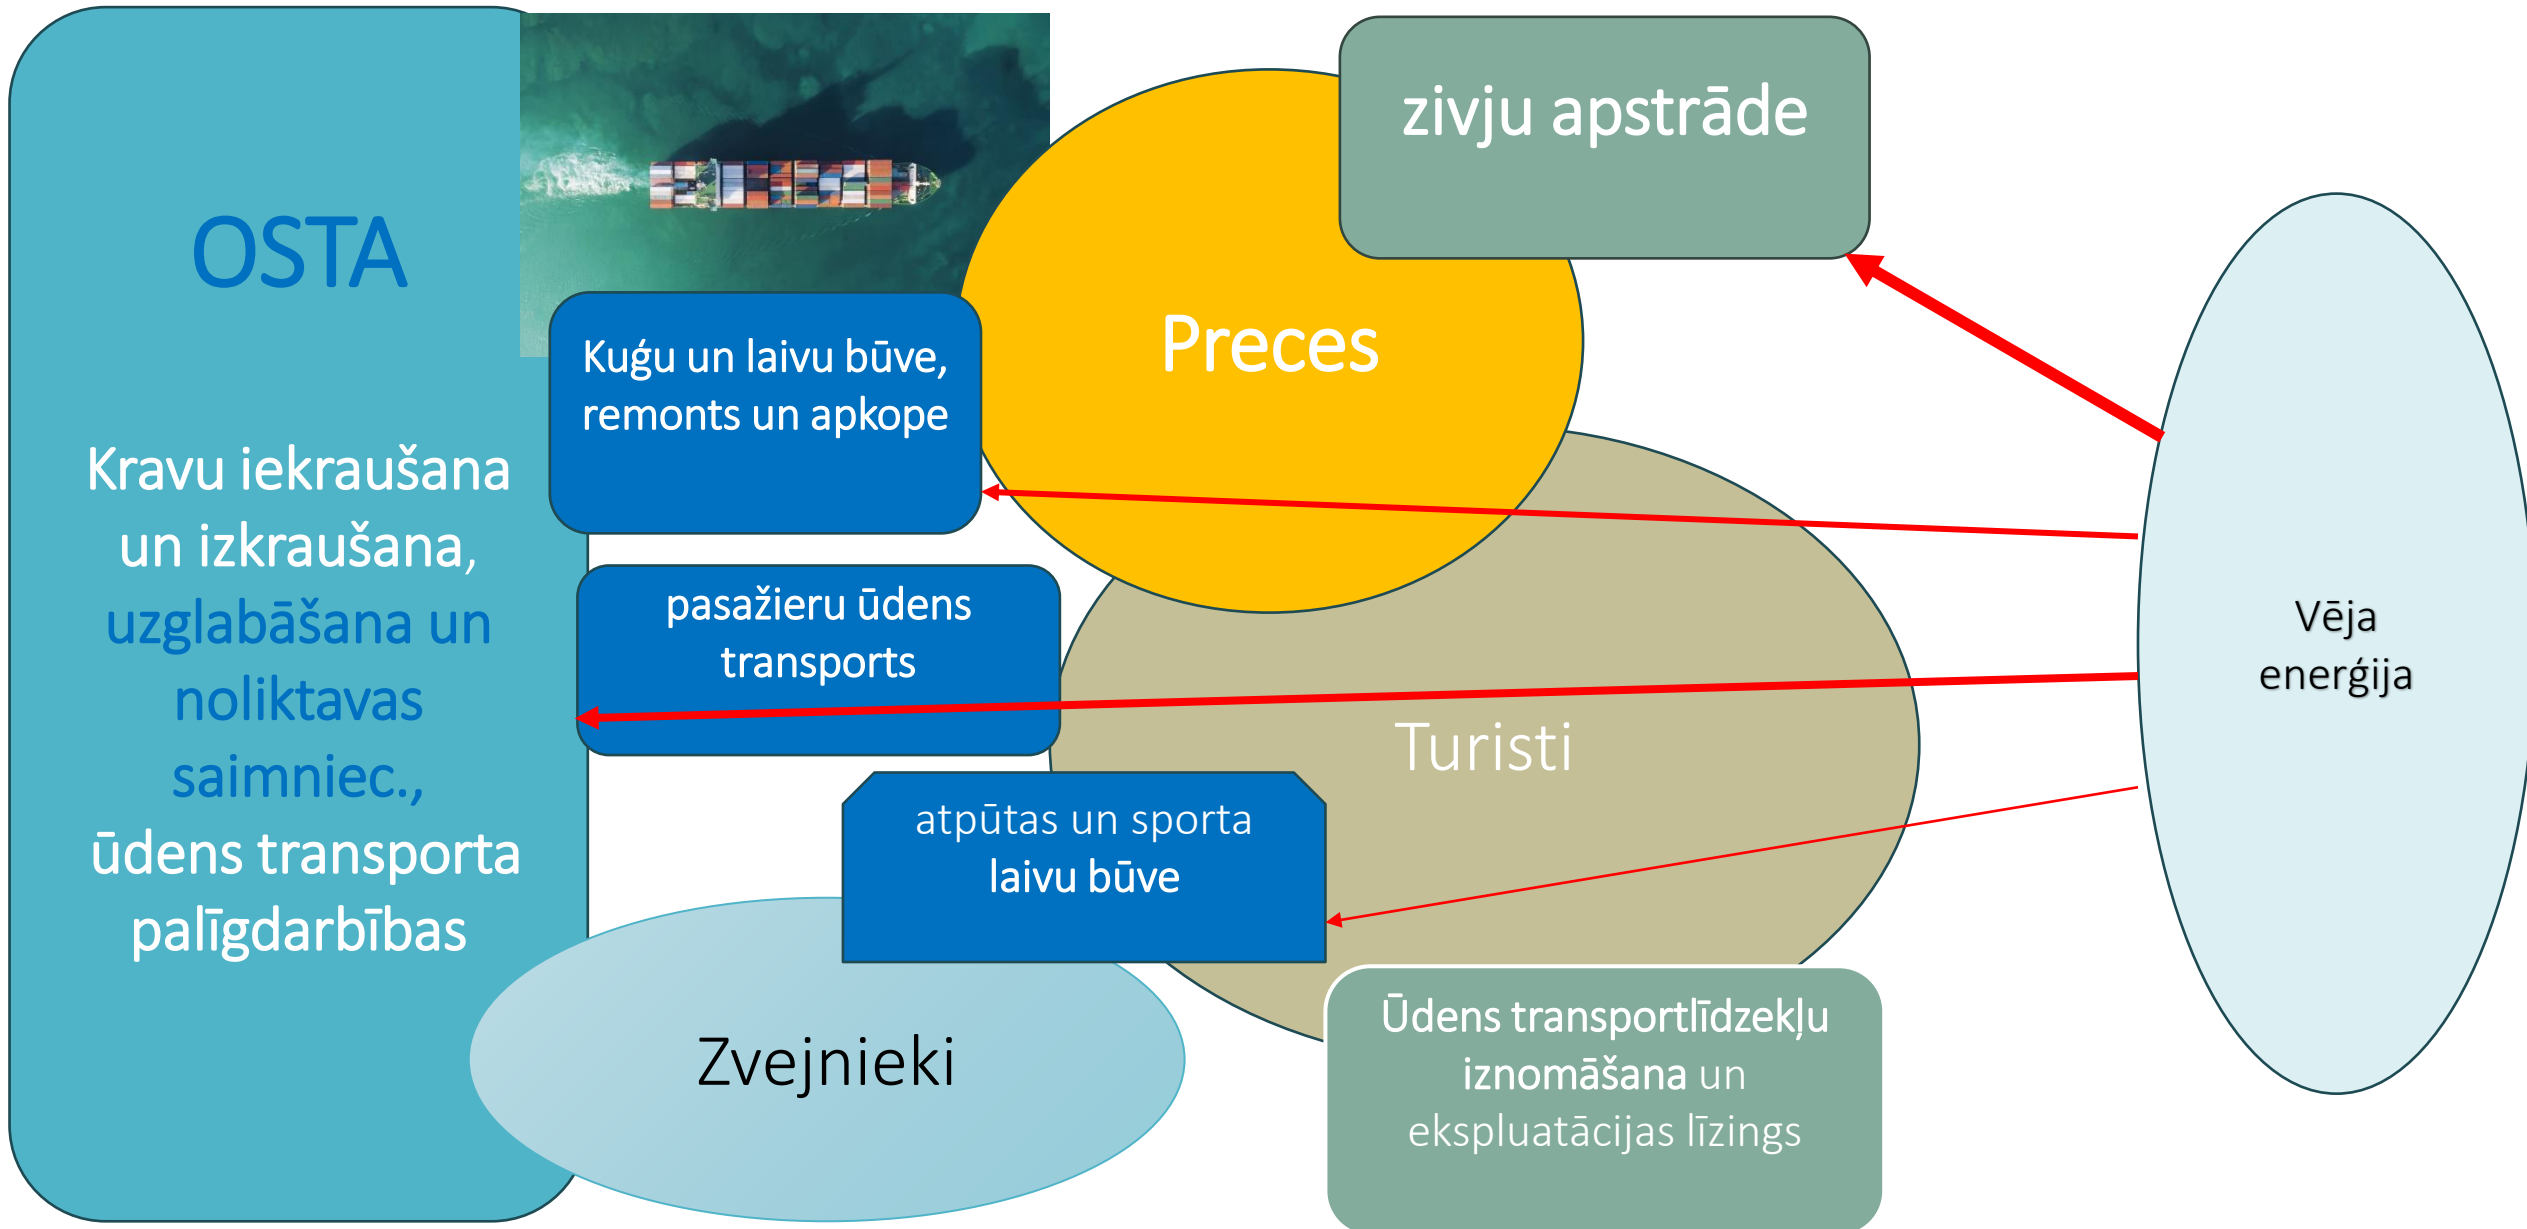 OSTA
Kravu iekraušana
un izkraušana,
uzglabāšana un
noliktavas
saimniec.,
ūdens transporta
palīgdarbības
Kuģu un laivu būve,
remonts un apkope
pasažieru ūdens
transports
atpūtas un sporta
laivu būve
Zvejnieki
Preces
zivju apstrāde
Turisti
Ūdens transportlīdzekļu
iznomāšana un
ekspluatācijas līzings
Vēja
enerģija